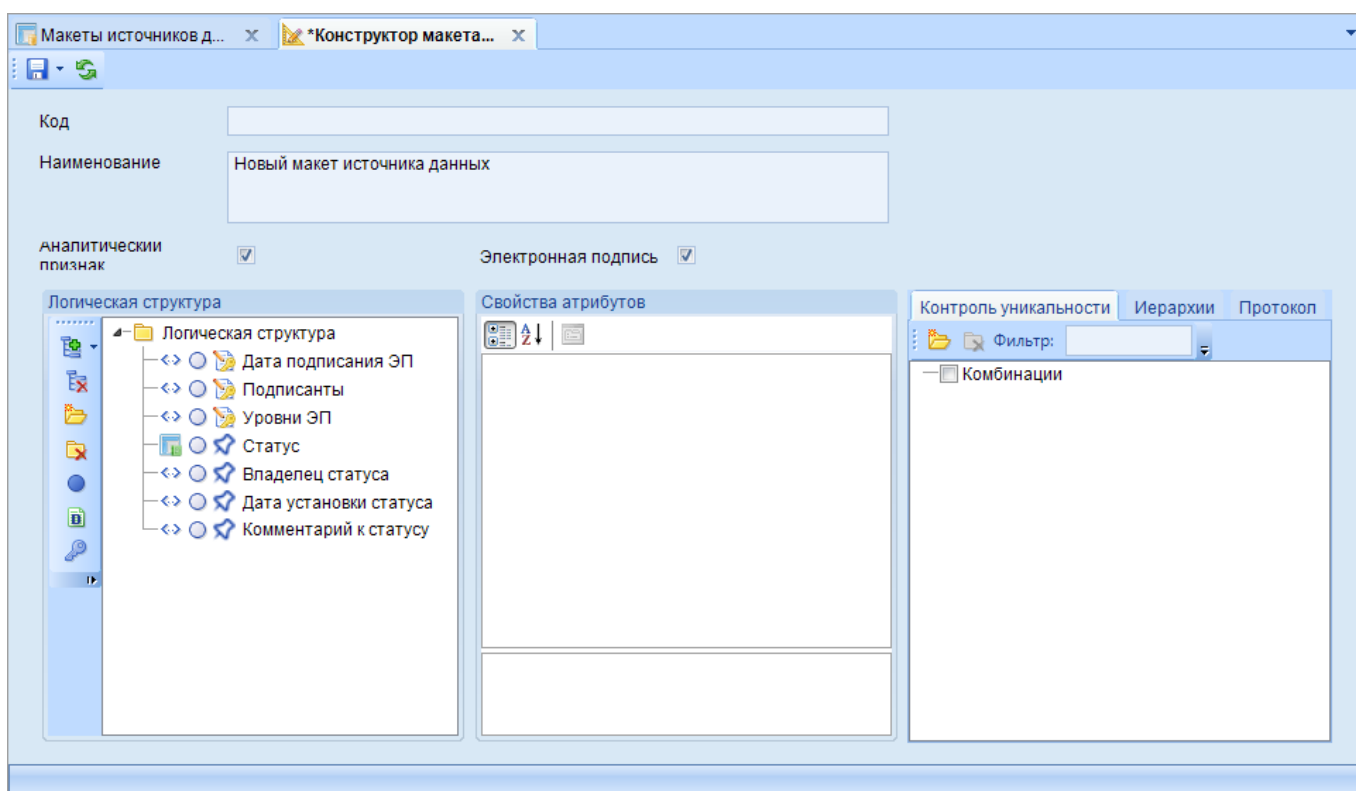 Макеты источников д...
*Конструктор макета...
Код
Наименование
Новый макет источника данных
Аналитический
признак
Электронная подпись
Логическая структура
Логическая структура
Дата подписания ЭП
Подписанты
Уровни ЭП
Статус
Владелец статуса
Дата установки статуса
Комментарий к статусу
Свойства атрибутов
Контроль уникальности
Иерархии
Протокол
Фильтр:
Комбинации